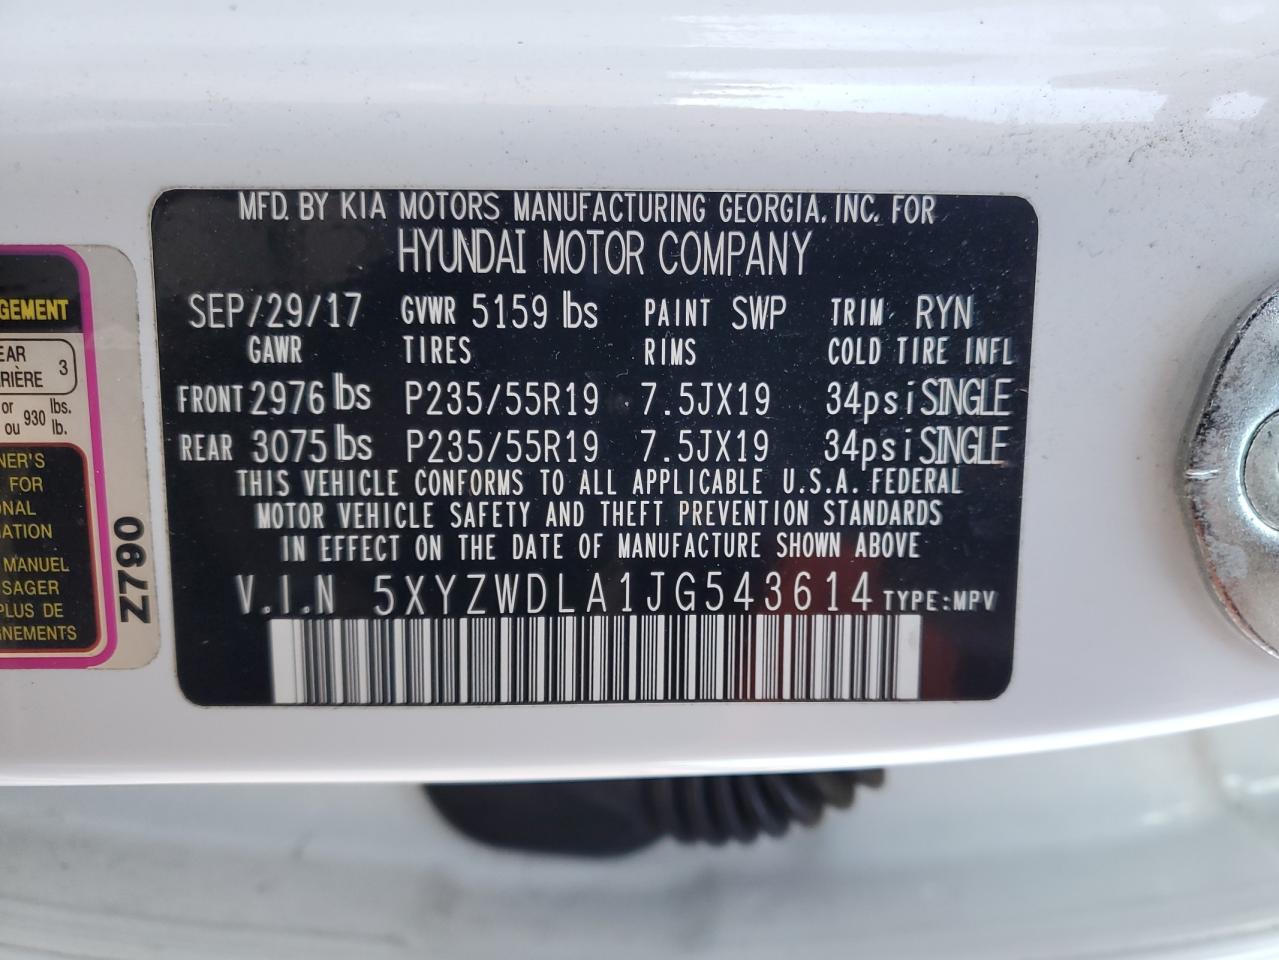 MFD. BY KIA MOTORS MANUFACTURING GEORGIA, INC. FOR
HYUNDAI MOTOR COMPANY
SEP/29/17 GVWR 5159 lbs PAINT SWP TRIM RYN
GAWR TIRES RIMS COLD TIRE INFL
FRONT 2976 lbs P235/55R19 7.5JX19 34psi SINGLE
REAR 3075 lbs P235/55R19 7.5JX19 34psi SINGLE
THIS VEHICLE CONFORMS TO ALL APPLICABLE U.S.A. FEDERAL
MOTOR VEHICLE SAFETY AND THEFT PREVENTION STANDARDS
IN EFFECT ON THE DATE OF MANUFACTURE SHOWN ABOVE
V.I.N 5XYZWDLA1JG543614 TYPE:MPV
GEMENT
EAR
RIÈRE 3
or 930 lbs.
ou lb.
NER'S
FOR
ONAL
ATION
MANUEL
SAGER
PLUS DE
GNEMENTS
Z790